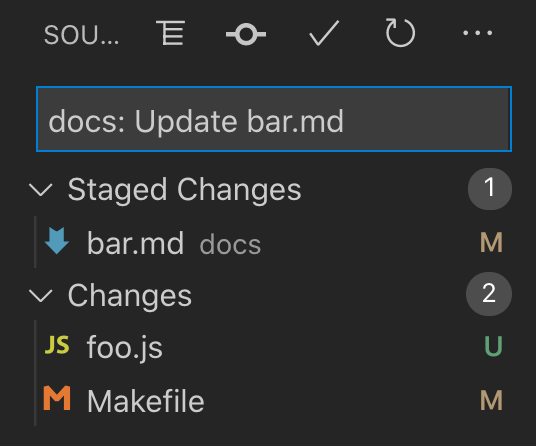 SOU...
docs: Update bar.md
Staged Changes 1
bar.md docs M
Changes 2
JS foo.js U
M Makefile M